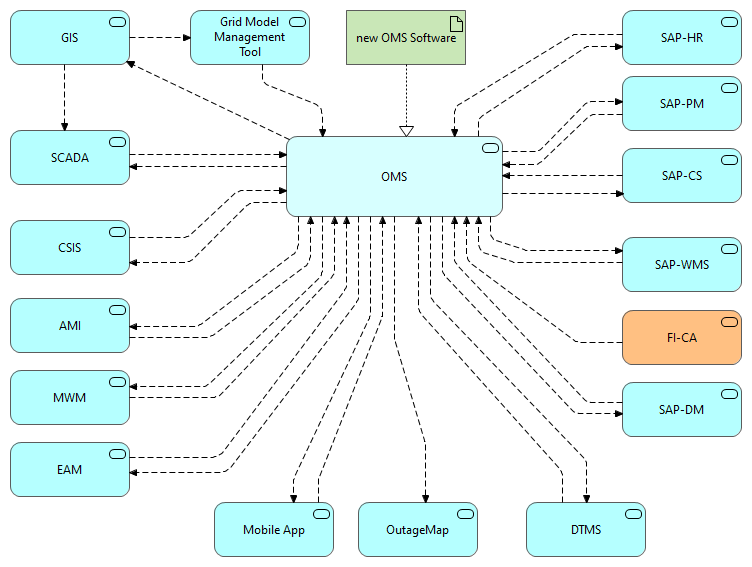 GIS
Grid Model
Management
Tool
new OMS Software
SAP-HR
SAP-PM
SCADA
OMS
SAP-CS
CSIS
SAP-WMS
AMI
FI-CA
MWM
SAP-DM
EAM
Mobile App
OutageMap
DTMS